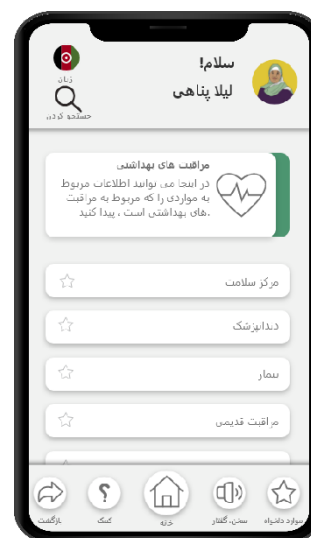 سلام!
لیلا پناهی
زبان
جستجو کردن
مراقبت های بهداشتی
در اینجا می توانید اطلاعات مربوط
به مواردی را که مربوط به مراقبت
های بهداشتی است ، پیدا کنید.
مرکز سلامت
دندانپزشک
بیمار
مراقبت قدیمی
موارد دلخواه
سخن، گفتار
خانه
کمک
بازگشت